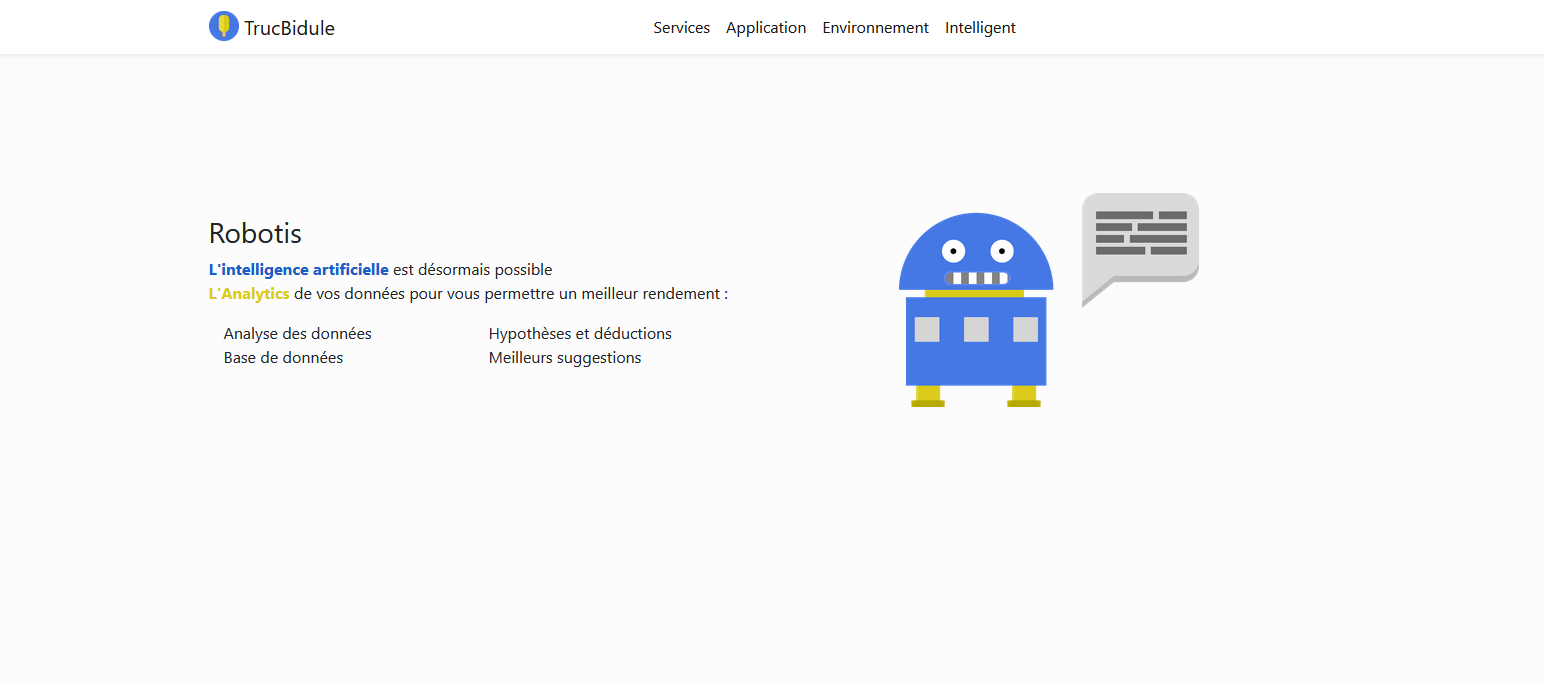 TrucBidule
Services Application Environnement Intelligent
Robotis
L'intelligence artificielle est désormais possible
L'Analytics de vos données pour vous permettre un meilleur rendement :
Analyse des données Hypothèses et déductions
Base de données Meilleurs suggestions